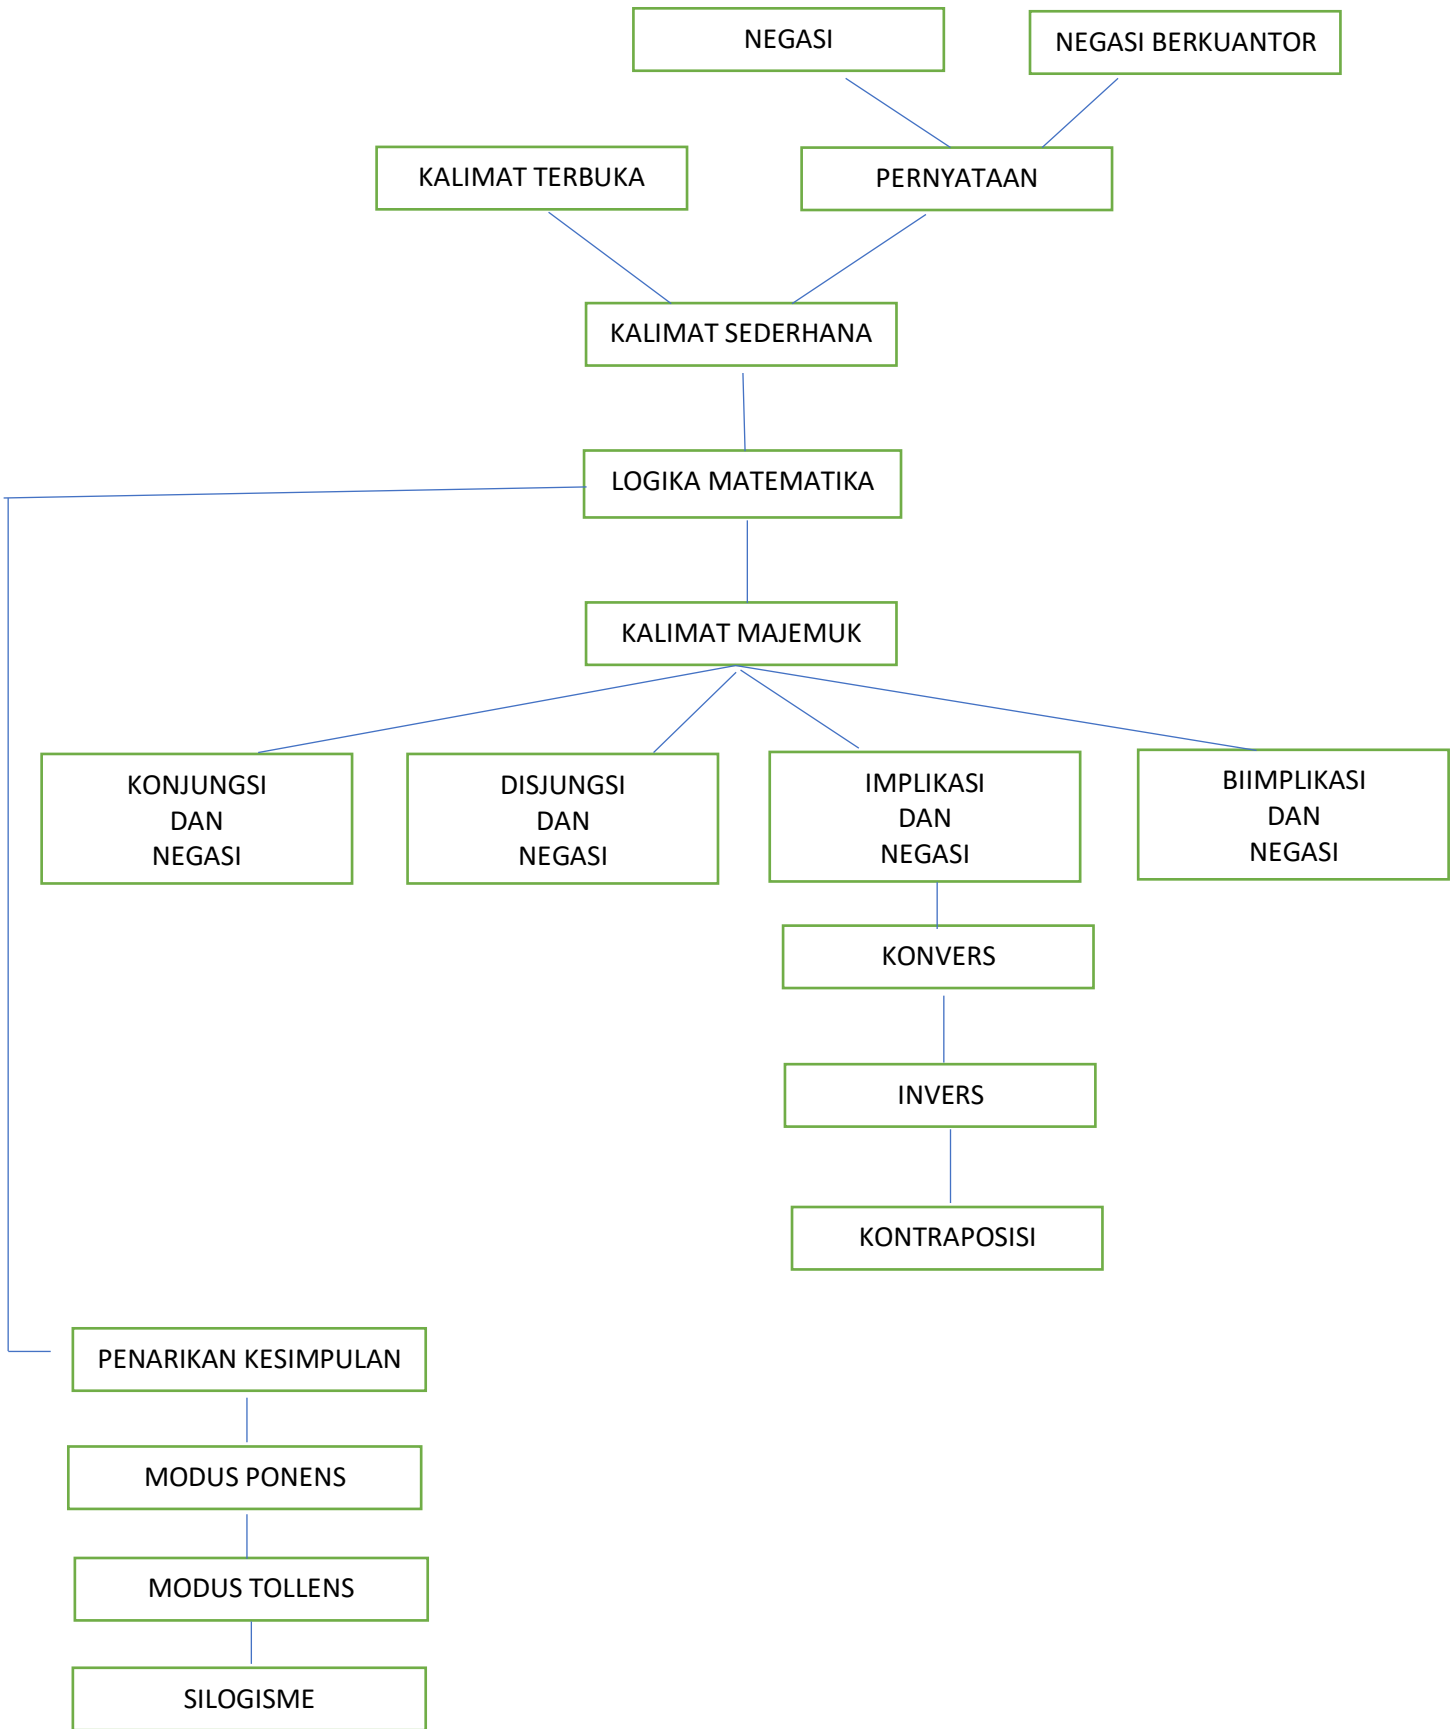 NEGASI
NEGASI BERKUANTOR
KALIMAT TERBUKA
PERNYATAAN
KALIMAT SEDERHANA
LOGIKA MATEMATIKA
KALIMAT MAJEMUK
KONJUNGSI
DAN
NEGASI
DISJUNGSI
DAN
NEGASI
IMPLIKASI
DAN
NEGASI
BIIMPLIKASI
DAN
NEGASI
KONVERS
INVERS
KONTRAPOSISI
PENARIKAN KESIMPULAN
MODUS PONENS
MODUS TOLLENS
SILOGISME